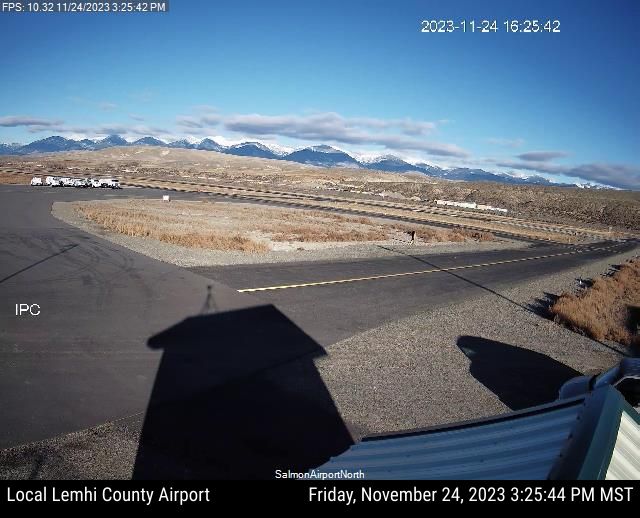 FPS: 10.32 11/24/2023 3:25:42 PM MST
2023-11-24 16:25:42
IPC
SalmonAirportNorth
Local Lemhi County Airport
Friday, November 24, 2023 3:25:44 PM MST